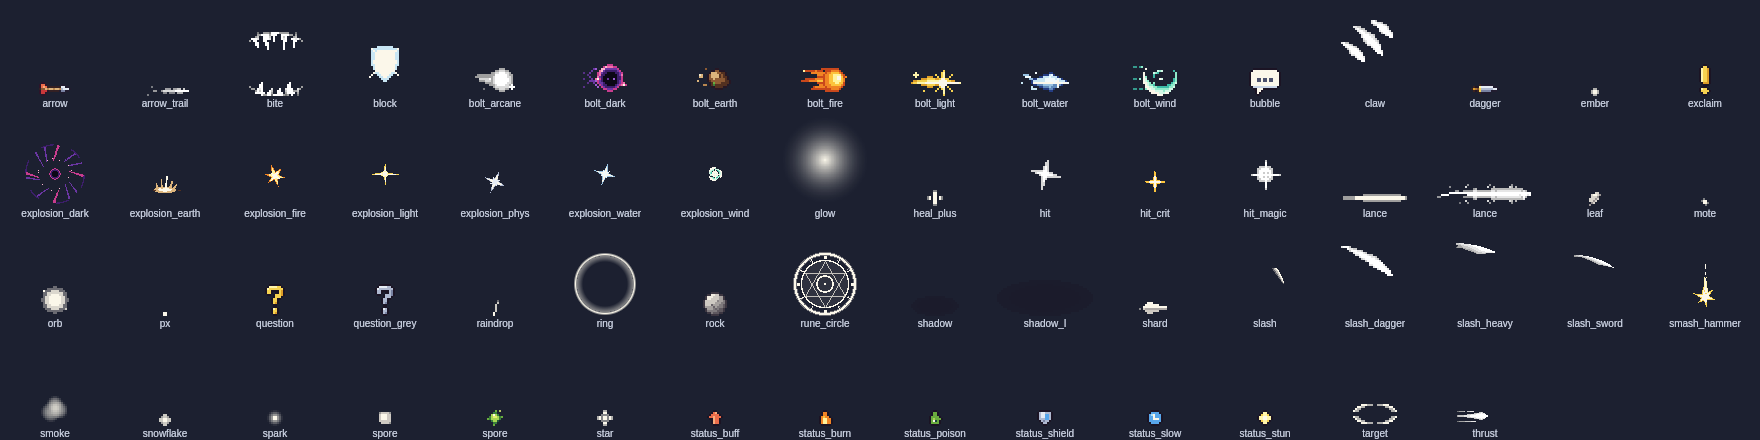 arrow arrow_trail bite block bolt_arcane bolt_dark bolt_earth bolt_fire bolt_light bolt_water bolt_wind bubble claw dagger ember exclaim
explosion_dark explosion_earth explosion_fire explosion_light explosion_phys explosion_water explosion_wind glow heal_plus hit hit_crit hit_magic lance lance leaf mote
orb px question question_grey raindrop ring rock rune_circle shadow shadow_l shard slash slash_dagger slash_heavy slash_sword smash_hammer
smoke snowflake spark spore spore star status_buff status_burn status_poison status_shield status_slow status_stun target thrust